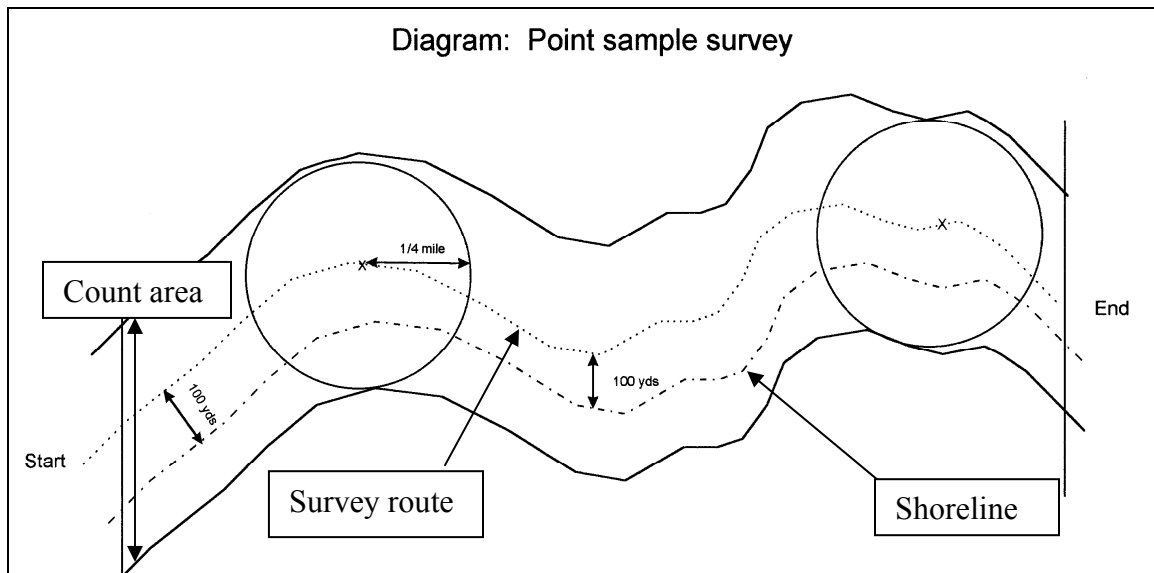 Diagram: Point sample survey
X
1/4 mile
X
Count area
End
100 yds
100 yds
Start
Survey route
Shoreline